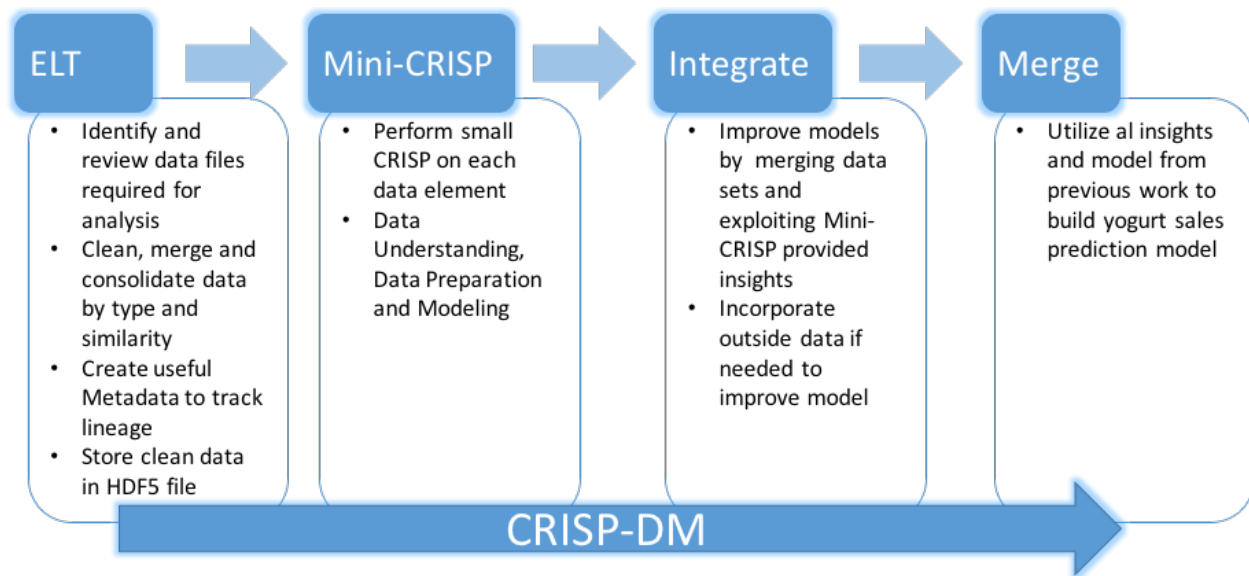 ELT
• Identify and
review data files
required for
analysis
• Clean, merge and
consolidate data
by type and
similarity
• Create useful
Metadata to track
lineage
• Store clean data
in HDF5 file
Mini-CRISP
• Perform small
CRISP on each
data element
• Data
Understanding,
Data Preparation
and Modeling
Integrate
• Improve models
by merging data
sets and
exploiting Mini-
CRISP provided
insights
• Incorporate
outside data if
needed to
improve model
Merge
• Utilize al insights
and model from
previous work to
build yogurt sales
prediction model
CRISP-DM